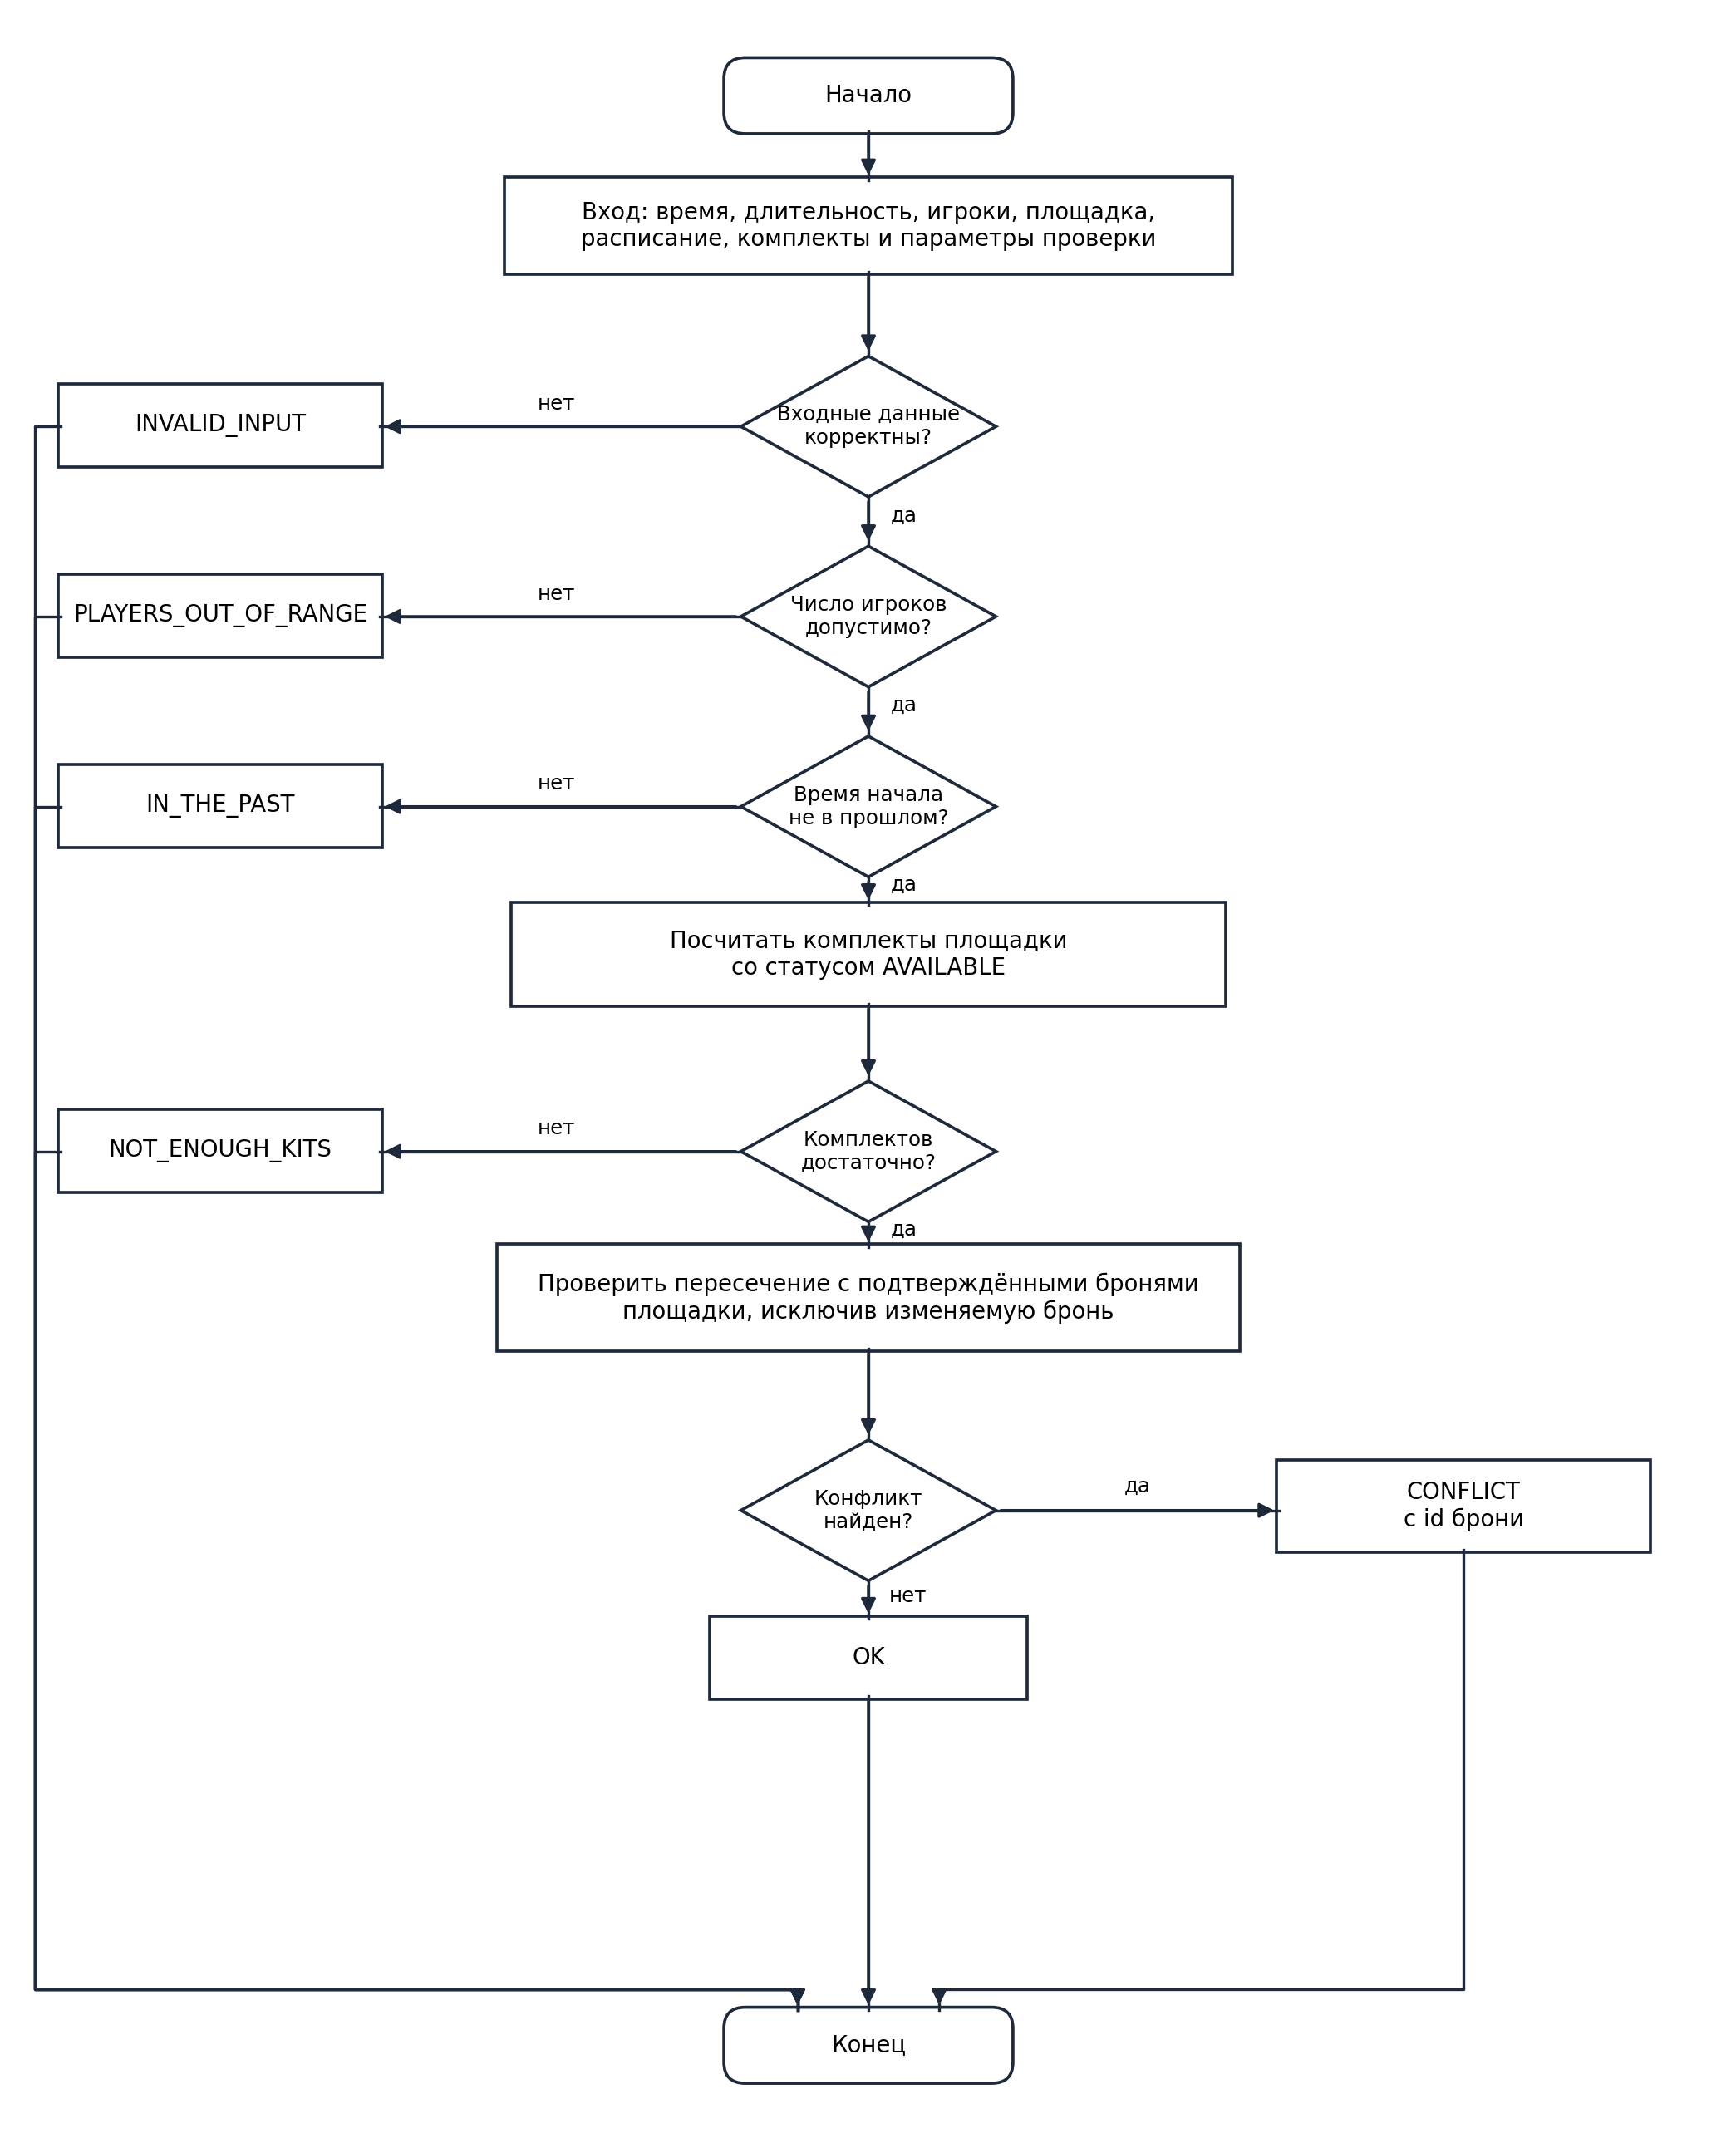 Начало
Вход: время, длительность, игроки, площадка,
расписание, комплекты и параметры проверки
Входные данные
корректны?
нет
INVALID_INPUT
да
Число игроков
допустимо?
нет
PLAYERS_OUT_OF_RANGE
да
Время начала
не в прошлом?
нет
IN_THE_PAST
да
Посчитать комплекты площадки
со статусом AVAILABLE
Комплектов
достаточно?
нет
NOT_ENOUGH_KITS
да
Проверить пересечение с подтверждёнными бронями
площадки, исключив изменяемую бронь
Конфликт
найден?
да
CONFLICT
с id брони
нет
OK
Конец